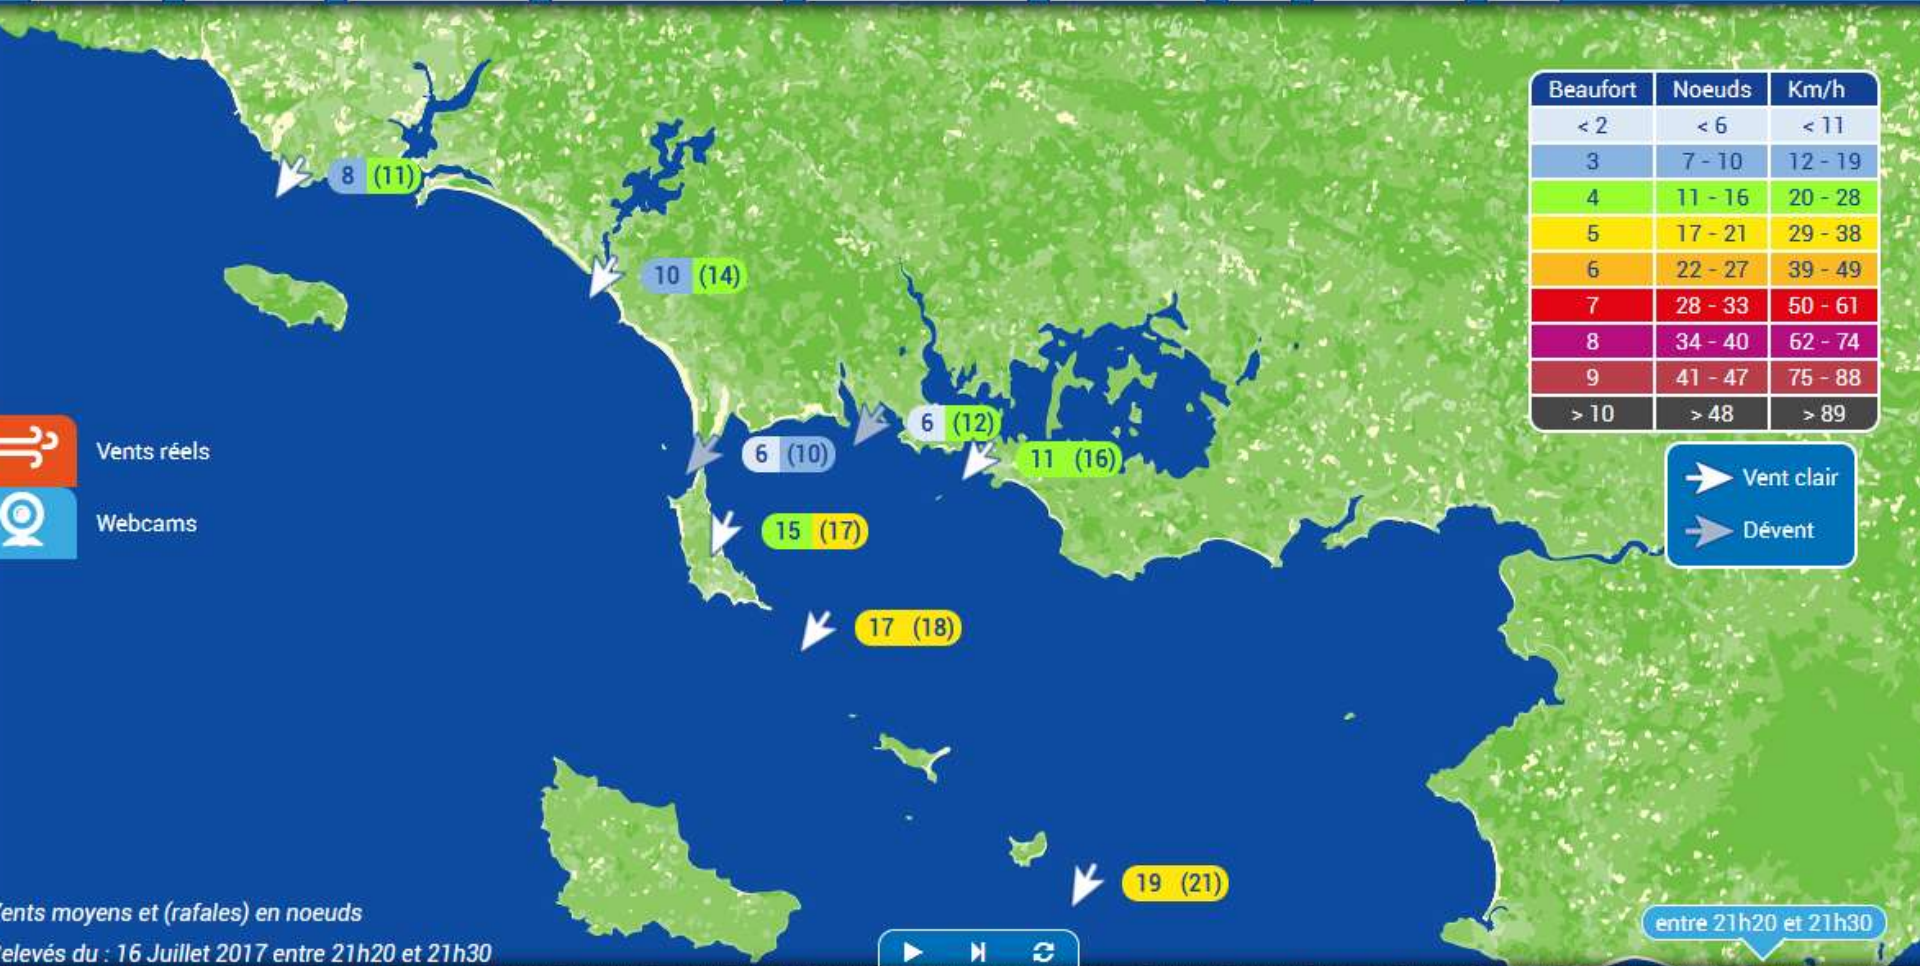 Beaufort Noeuds Km/h
< 2 < 6 < 11
3 7 - 10 12 - 19
4 11 - 16 20 - 28
5 17 - 21 29 - 38
6 22 - 27 39 - 49
7 28 - 33 50 - 61
8 34 - 40 62 - 74
9 41 - 47 75 - 88
> 10 > 48 > 89
8 (11)
10 (14)
6 (12)
6 (10)
11 (16)
Vents réels
Vent clair
Webcams
15 (17)
Dévent
17 (18)
19 (21)
ents moyens et (rafales) en noeuds
entre 21h20 et 21h30
elevés du : 16 Juillet 2017 entre 21h20 et 21h30